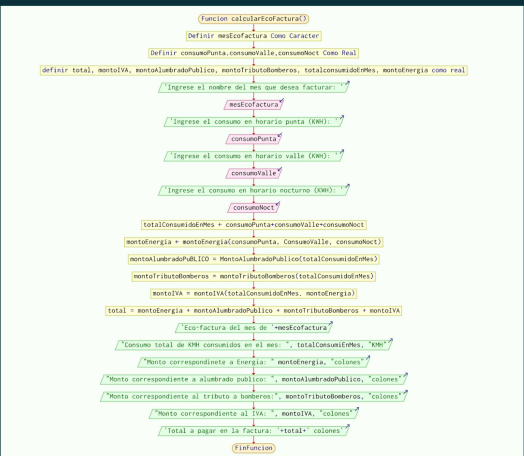 Funcion calcularEcoFactura()
Definir mesEcofactura Como Caracter
Definir consumoPunta,consumoValle,consumoNoct Como Real
definir total, montoIVA, montoAlumbradoPublico, montoTributoBomberos, totalconsumidoEnMes, montoEnergia como real
'Ingrese el nombre del mes que desea facturar: '
mesEcofactura
'Ingrese el consumo en horario punta (KWH): '
consumoPunta
'Ingrese el consumo en horario valle (KWH): '
consumoValle
'Ingrese el consumo en horario nocturno (KWH): '
consumoNoct
totalConsumidoEnMes + consumoPunta+consumoValle+consumoNoct
montoEnergia + montoEnergia(consumoPunta, ConsumoValle, consumoNoct)
montoAlumbradoPuBLICO = MontoAlumbradoPublico(totalConsumidoEnMes)
montoTributoBomberos = montoTributoBomberos(totalConsumidoEnMes)
montoIVA = montoIVA(totalConsumidoEnMes, montoEnergia)
total = montoEnergia + montoAlumbradoPublico + montoTributoBomberos + montoIVA
'Eco-factura del mes de '+mesEcofactura
"Consumo total de KMH consumidos en el mes: ", totalConsumiEnMes, "KWH"
"Monto correspondinete a Energia: " montoEnergia, "colones"
"Monto correspondiente a alumbrado publico: ", montoAlumbradoPublico, "colones"
"Monto correspondiente al tributo a bomberos:", montoTributoBomberos, "colones"
"Monto correspondiente al IVA: ", montoIVA, "colones"
'Total a pagar en la factura: '+total+' colones'
FinFuncion